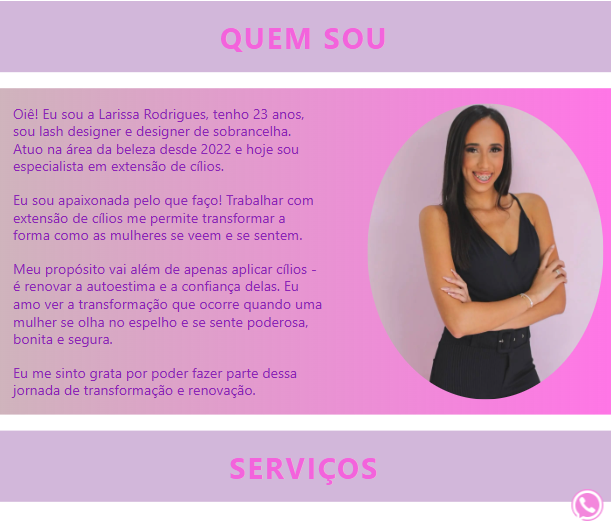 QUEM SOU
Oiê! Eu sou a Larissa Rodrigues, tenho 23 anos,
sou lash designer e designer de sobrancelha.
Atuo na área da beleza desde 2022 e hoje sou
especialista em extensão de cílios.
Eu sou apaixonada pelo que faço! Trabalhar com
extensão de cílios me permite transformar a
forma como as mulheres se veem e se sentem.
Meu propósito vai além de apenas aplicar cílios -
é renovar a autoestima e a confiança delas. Eu
amo ver a transformação que ocorre quando uma
mulher se olha no espelho e se sente poderosa,
bonita e segura.
Eu me sinto grata por poder fazer parte dessa
jornada de transformação e renovação.
SERVIÇOS